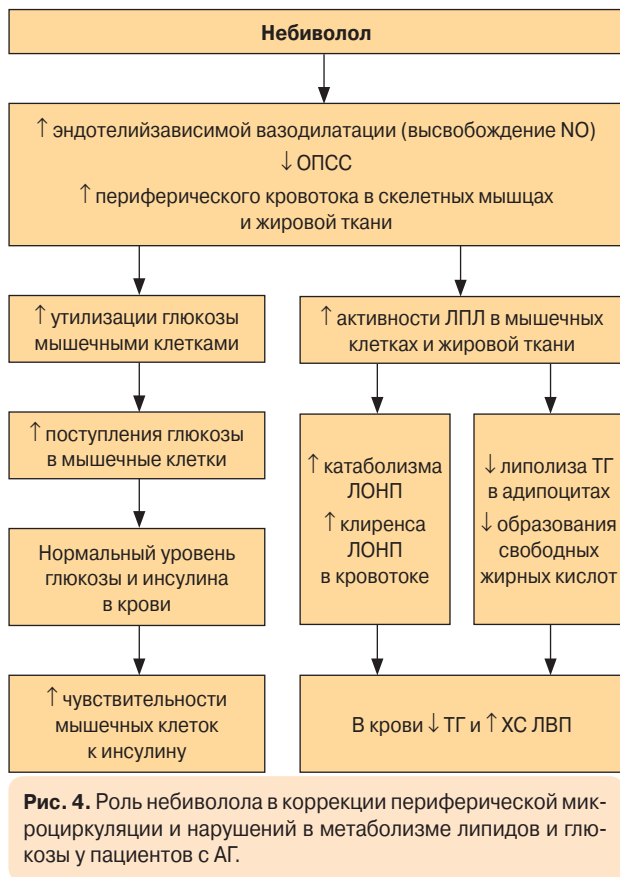 Небиволол
↑ эндотелийзависимой вазодилатации (высвобождение NO)
↓ ОПСС
↑ периферического кровотока в скелетных мышцах
и жировой ткани
↑ утилизации глюкозы
мышечными клетками
↑ поступления глюкозы
в мышечные клетки
Нормальный уровень
глюкозы и инсулина
в крови
↑ чувствительности
мышечных клеток
к инсулину
↑ активности ЛПЛ в мышечных
клетках и жировой ткани
↑ катаболизма
ЛОНП
↑ клиренса
ЛОНП
в кровотоке
↓ липолиза ТГ
в адипоцитах
↓ образования
свободных
жирных кислот
В крови ↓ ТГ и ↑ ХС ЛВП
Рис. 4. Роль небиволола в коррекции периферической мик-
роциркуляции и нарушений в метаболизме липидов и глю-
козы у пациентов с АГ.